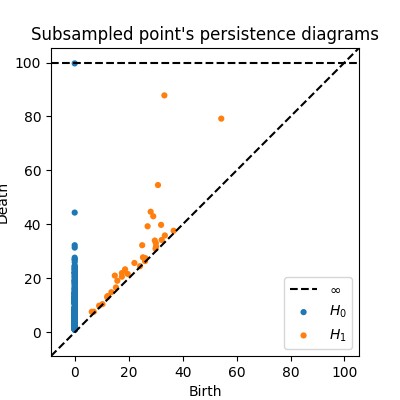 Subsampled point's persistence diagrams
100
80
60
40
20
0
Death
0 20 40 60 80 100
Birth
∞
H₀
H₁